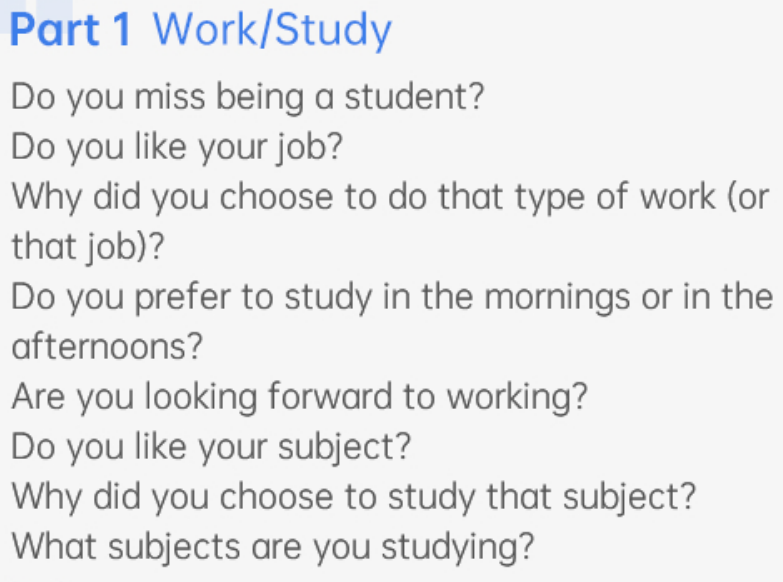 Part 1 Work/Study
Do you miss being a student?
Do you like your job?
Why did you choose to do that type of work (or
that job)?
Do you prefer to study in the mornings or in the
afternoons?
Are you looking forward to working?
Do you like your subject?
Why did you choose to study that subject?
What subjects are you studying?